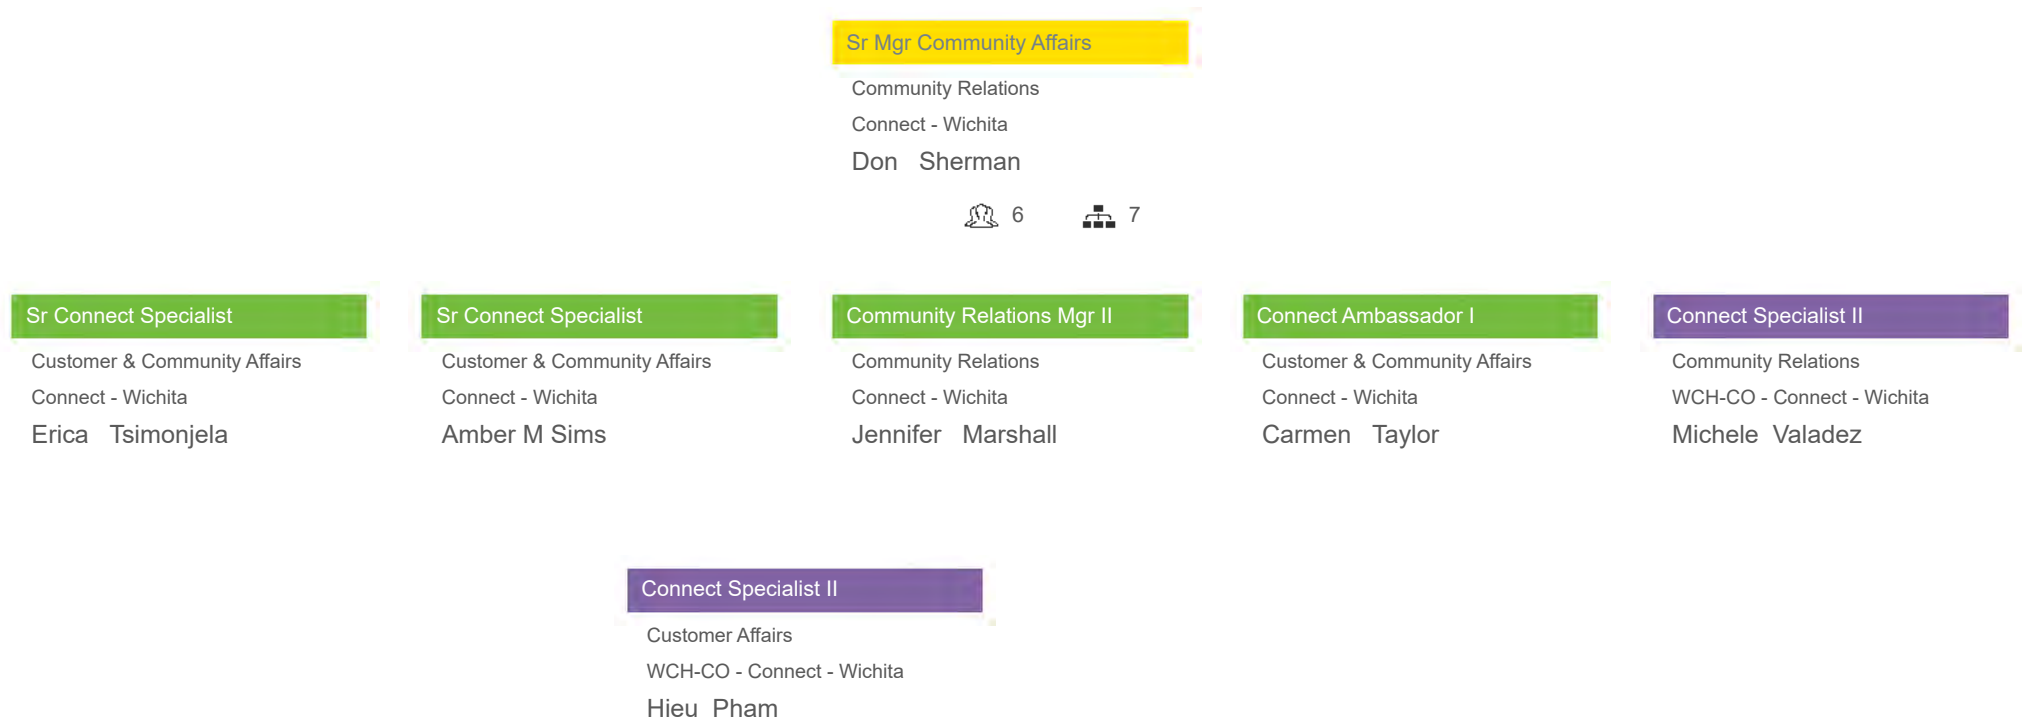 Sr Mgr Community Affairs
Community Relations
Connect - Wichita
Don Sherman
6 7
Sr Connect Specialist
Customer & Community Affairs
Connect - Wichita
Erica Tsimonjela
Sr Connect Specialist
Customer & Community Affairs
Connect - Wichita
Amber M Sims
Community Relations Mgr II
Community Relations
Connect - Wichita
Jennifer Marshall
Connect Ambassador I
Customer & Community Affairs
Connect - Wichita
Carmen Taylor
Connect Specialist II
Community Relations
WCH-CO - Connect - Wichita
Michele Valadez
Connect Specialist II
Customer Affairs
WCH-CO - Connect - Wichita
Hieu Pham